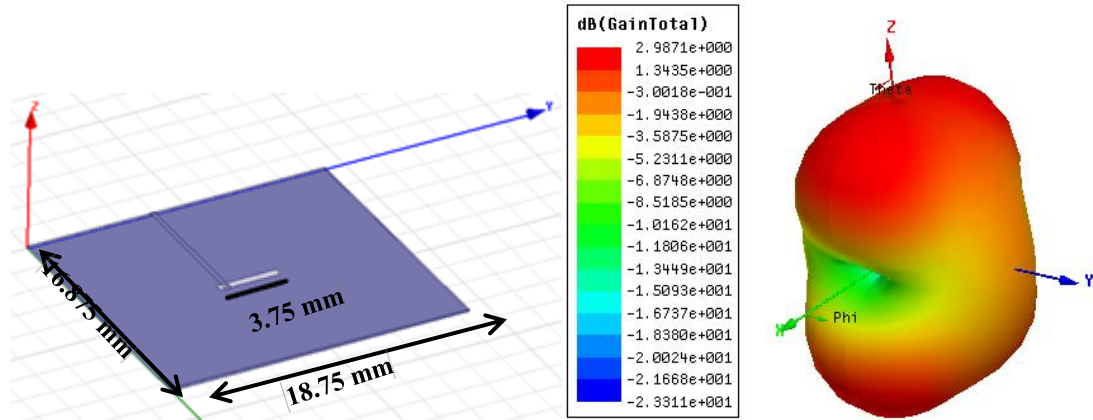 Z
Y
16.875 mm
3.75 mm
18.75 mm
dB(GainTotal)
2.9871e+000
1.3435e+000
-3.0018e-001
-1.9438e+000
-3.5875e+000
-5.2311e+000
-6.8748e+000
-8.5185e+000
-1.0162e+001
-1.1806e+001
-1.3449e+001
-1.5093e+001
-1.6737e+001
-1.8380e+001
-2.0024e+001
-2.1668e+001
-2.3311e+001
Z
Theta
Y
X
Phi